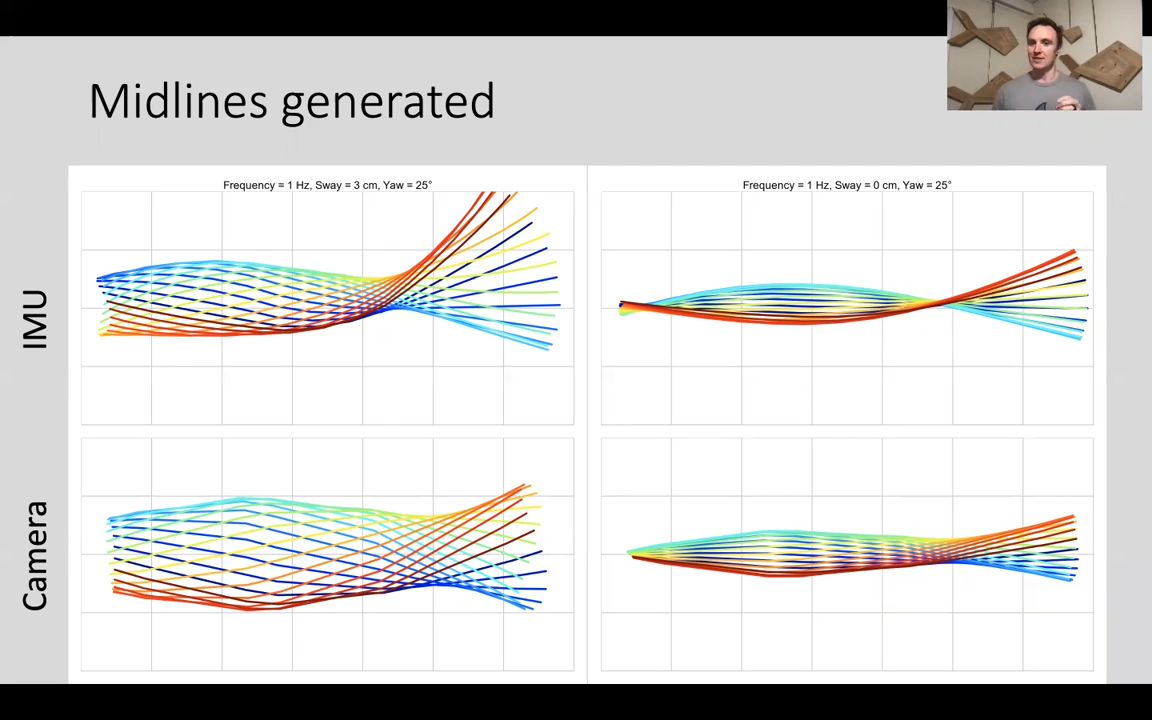 Midlines generated
Frequency = 1 Hz, Sway = 3 cm, Yaw = 25°
Frequency = 1 Hz, Sway = 0 cm, Yaw = 25°
IMU
Camera